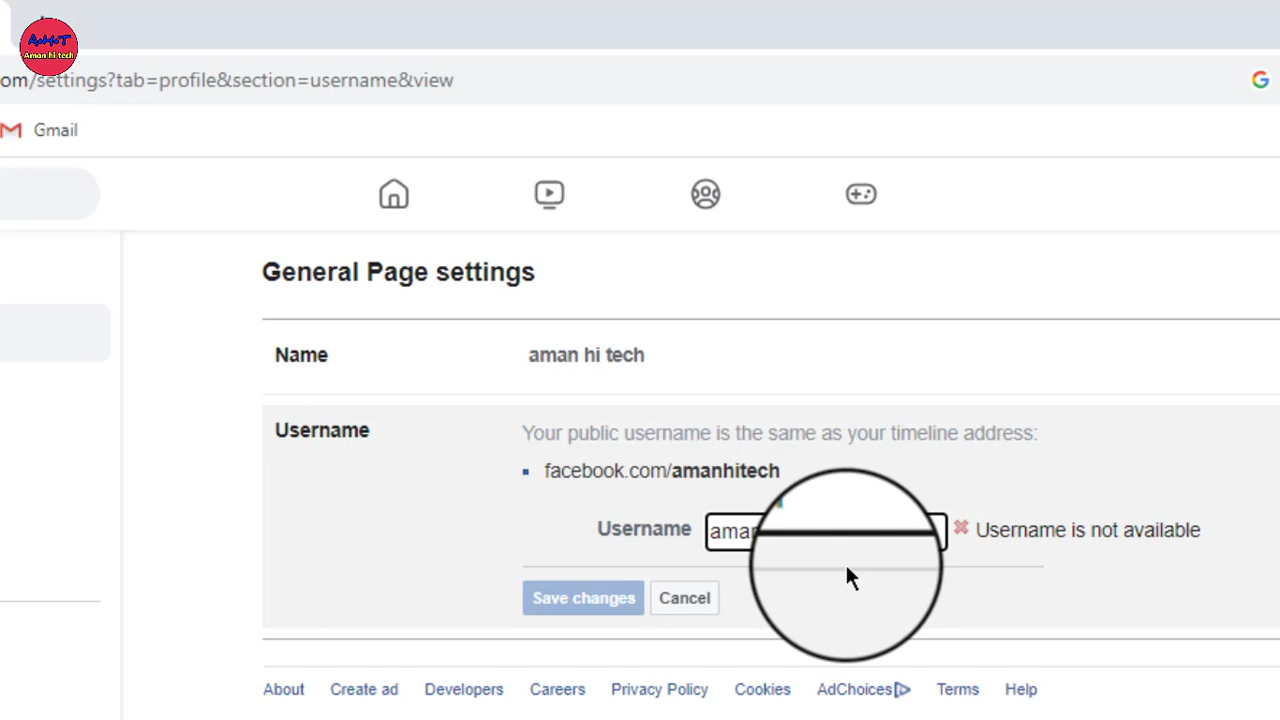 AOHOT
Aman hi tech
om/settings?tab=profile&section=username&view
Gmail
General Page settings
Name aman hi tech
Username Your public username is the same as your timeline address:
facebook.com/amanhitech
Username Username is not available
Save changes Cancel
About Create ad Developers Careers Privacy Policy Cookies AdChoices Terms Help